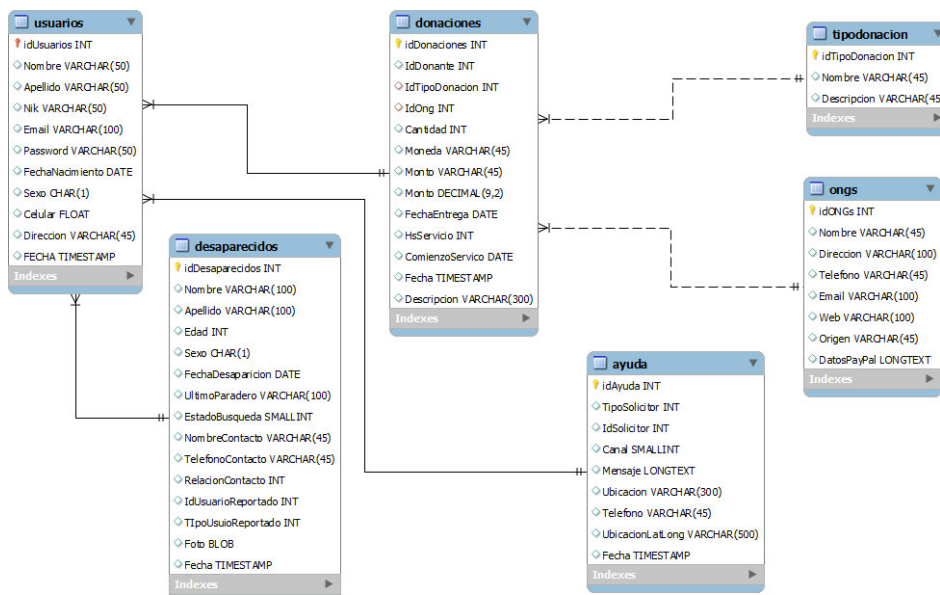 usuarios
idUsuarios INT
Nombre VARCHAR(50)
Apellido VARCHAR(50)
Nik VARCHAR(50)
Email VARCHAR(100)
Password VARCHAR(50)
FechaNacimiento DATE
Sexo CHAR(1)
Celular FLOAT
Direccion VARCHAR(45)
FECHA TIMESTAMP
Indexes
desaparecidos
idDesaparecidos INT
Nombre VARCHAR(100)
Apellido VARCHAR(100)
Edad INT
Sexo CHAR(1)
FechaDesaparicion DATE
UltimoParadero VARCHAR(100)
EstadoBusqueda SMALLINT
NombreContacto VARCHAR(45)
TelefonoContacto VARCHAR(45)
RelacionContacto INT
IdUsuarioReportado INT
TIpoUsuioReportado INT
Foto BLOB
Fecha TIMESTAMP
Indexes
donaciones
idDonaciones INT
IdDonante INT
IdTipoDonacion INT
IdOng INT
Cantidad INT
Moneda VARCHAR(45)
Monto VARCHAR(45)
Monto DECIMAL(9,2)
FechaEntrega DATE
HsServicio INT
ComienzoServico DATE
Fecha TIMESTAMP
Descripcion VARCHAR(300)
Indexes
ayuda
idAyuda INT
TipoSolicitor INT
IdSolicitor INT
Canal SMALLINT
Mensaje LONGTEXT
Ubicacion VARCHAR(300)
Telefono VARCHAR(45)
UbicacionLatLong VARCHAR(500)
Fecha TIMESTAMP
Indexes
tipodonacion
idTipoDonacion INT
Nombre VARCHAR(45)
Descripcion VARCHAR(45
Indexes
ongs
idONGs INT
Nombre VARCHAR(45)
Direccion VARCHAR(100)
Telefono VARCHAR(45)
Email VARCHAR(100)
Web VARCHAR(100)
Origen VARCHAR(45)
DatosPayPal LONGTEXT
Indexes